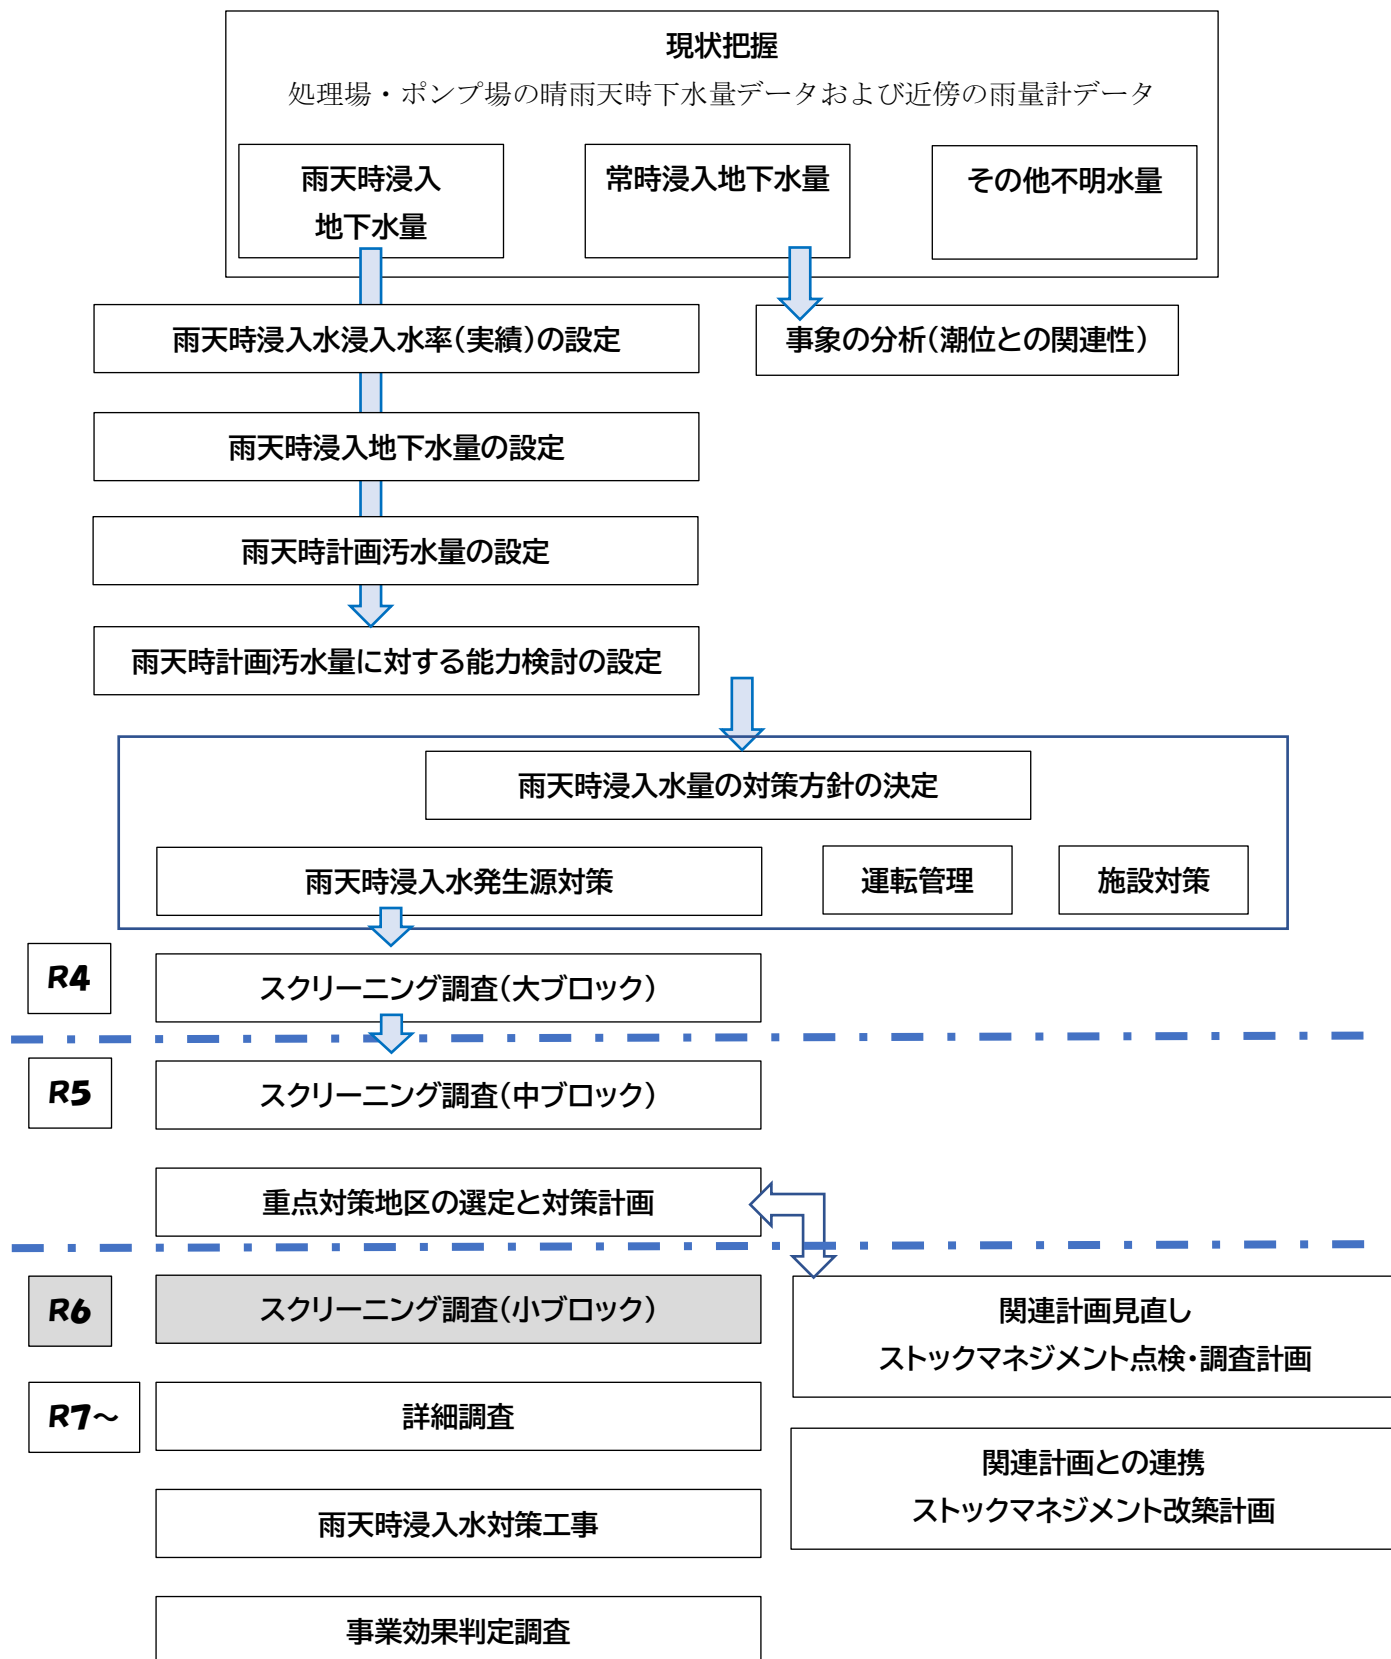 現状把握
処理場・ポンプ場の晴雨天時下水量データおよび近傍の雨量計データ
雨天時浸入
地下水量
常時浸入地下水量
その他不明水量
雨天時浸入水浸入水率(実績)の設定
事象の分析(潮位との関連性)
雨天時浸入地下水量の設定
雨天時計画汚水量の設定
雨天時計画汚水量に対する能力検討の設定
雨天時浸入水量の対策方針の決定
雨天時浸入水発生源対策
運転管理
施設対策
R4
スクリーニング調査(大ブロック)
R5
スクリーニング調査(中ブロック)
重点対策地区の選定と対策計画
R6
スクリーニング調査(小ブロック)
関連計画見直し
ストックマネジメント点検・調査計画
R7～
詳細調査
関連計画との連携
ストックマネジメント改築計画
雨天時浸入水対策工事
事業効果判定調査